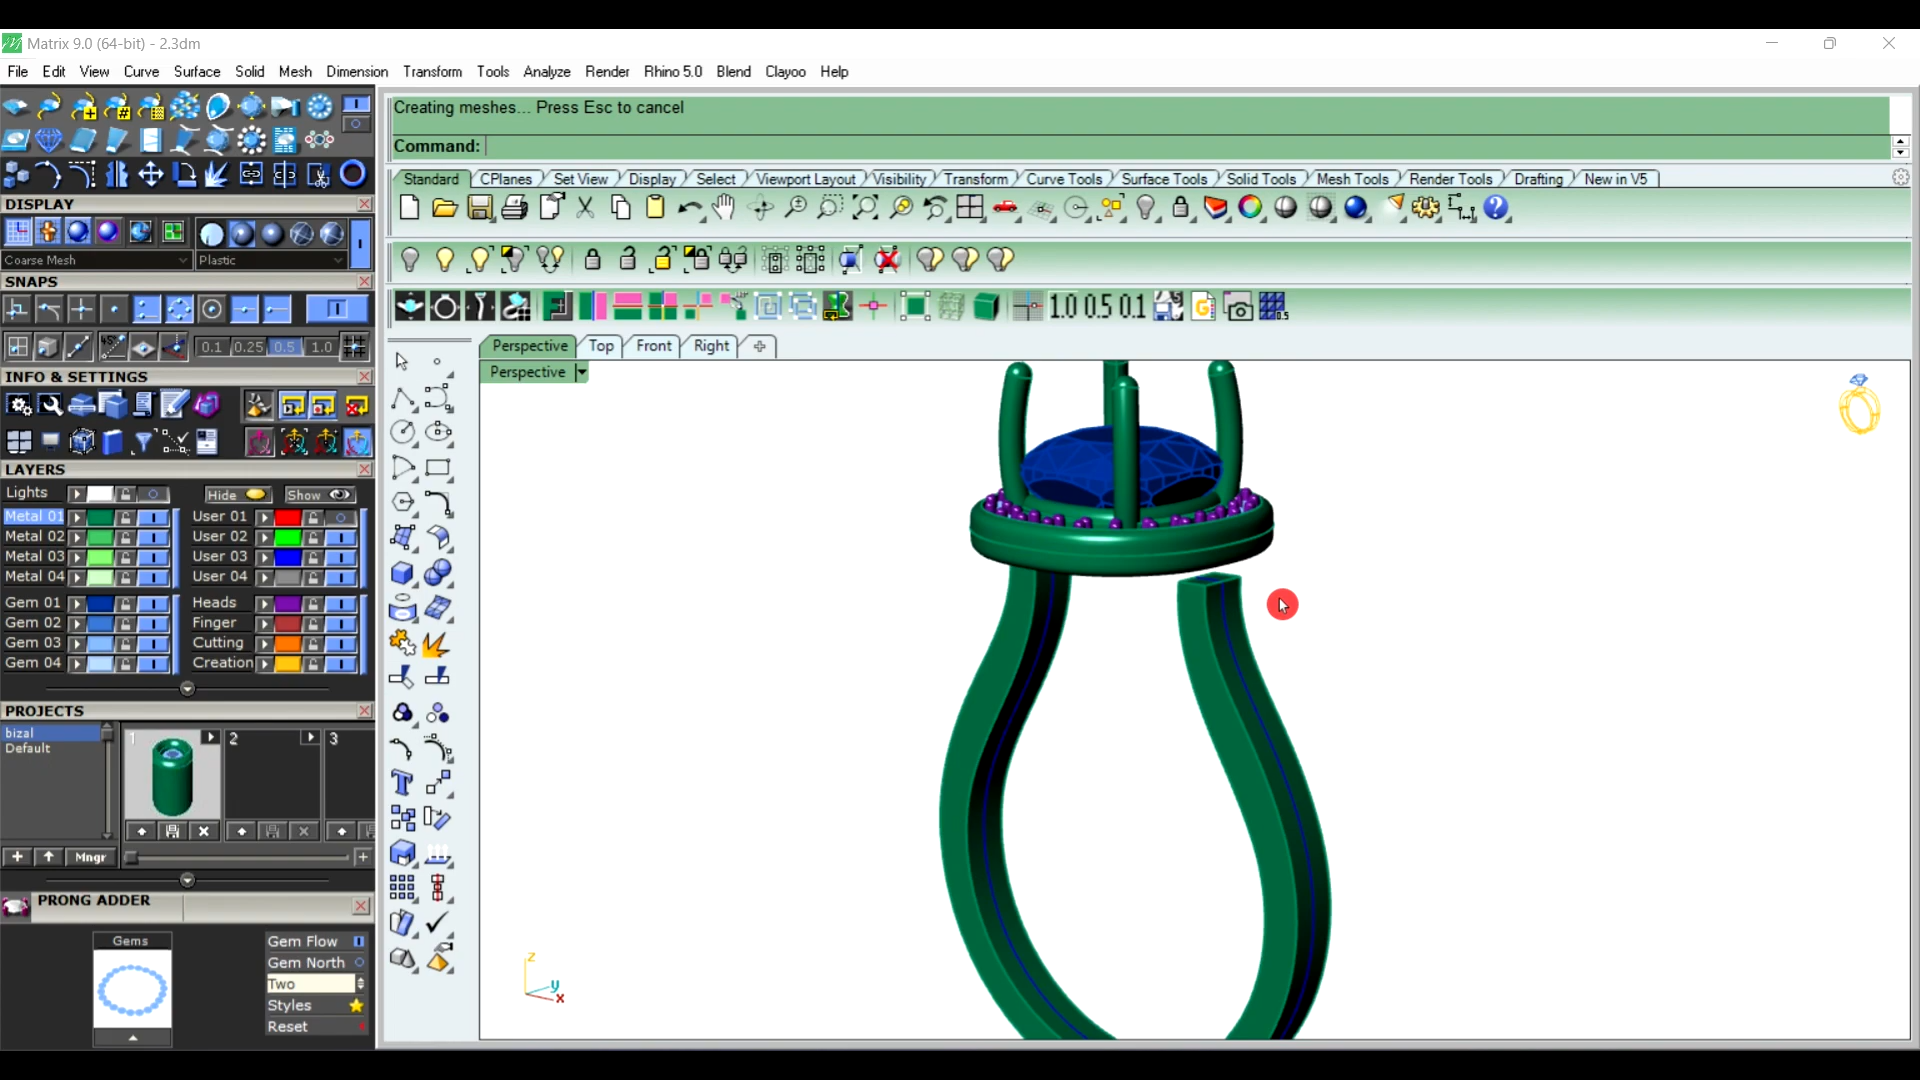 Matrix 9.0 (64-bit) - 2.3dm
File Edit View Curve Surface Solid Mesh Dimension Transform Tools Analyze Render Rhino 5.0 Blend Clayoo Help
Creating meshes... Press Esc to cancel
Command:
Standard CPlanes Set View Display Select Viewport Layout Visibility Transform Curve Tools Surface Tools Solid Tools Mesh Tools Render Tools Drafting New in V5
1.0 0.5 0.1
Perspective Top Front Right
Perspective
DISPLAY
Coarse Mesh Plastic
SNAPS
0.1 0.25 0.5 1.0
INFO & SETTINGS
LAYERS
Lights Hide Show
Metal 01 User 01
Metal 02 User 02
Metal 03 User 03
Metal 04 User 04
Gem 01 Heads
Gem 02 Finger
Gem 03 Cutting
Gem 04 Creation
PROJECTS
bizal
Default
1 2 3
Mngr
PRONG ADDER
Gems
Gem Flow
Gem North
Two
Styles
Reset
z
y
x